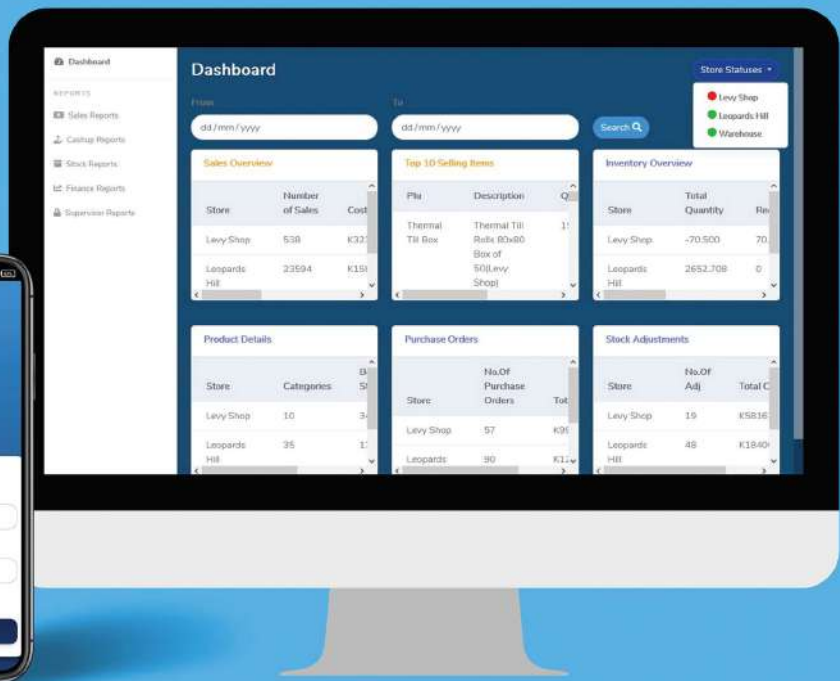 Dashboard
REPORTS
Sales Reports
Cashup Reports
Stock Reports
Finance Reports
Supervisor Reports
Dashboard
Store Statuses
Levy Shop
Leopards Hill
Warehouse
From
To
dd/mm/yyyy
dd/mm/yyyy
Search
Sales Overview
Store
Number
of Sales
Cost
Levy Shop
538
Leopards
Hill
23594
Top 10 Selling Items
Plu
Description
Thermal
Till Box
Thermal Till
Rolls 80x80
Box of
50(Levy
Shop)
Inventory Overview
Store
Total
Quantity
Levy Shop
-70.500
70.
Leopards
Hill
2652.708
0
Product Details
Store
Categories
Levy Shop
10
Leopards
Hill
35
Purchase Orders
Store
No.Of
Purchase
Orders
Tot
Levy Shop
57
Leopards
90
Stock Adjustments
Store
No.Of
Adj
Total C
Levy Shop
19
K5816
Leopards
Hill
48
K1840